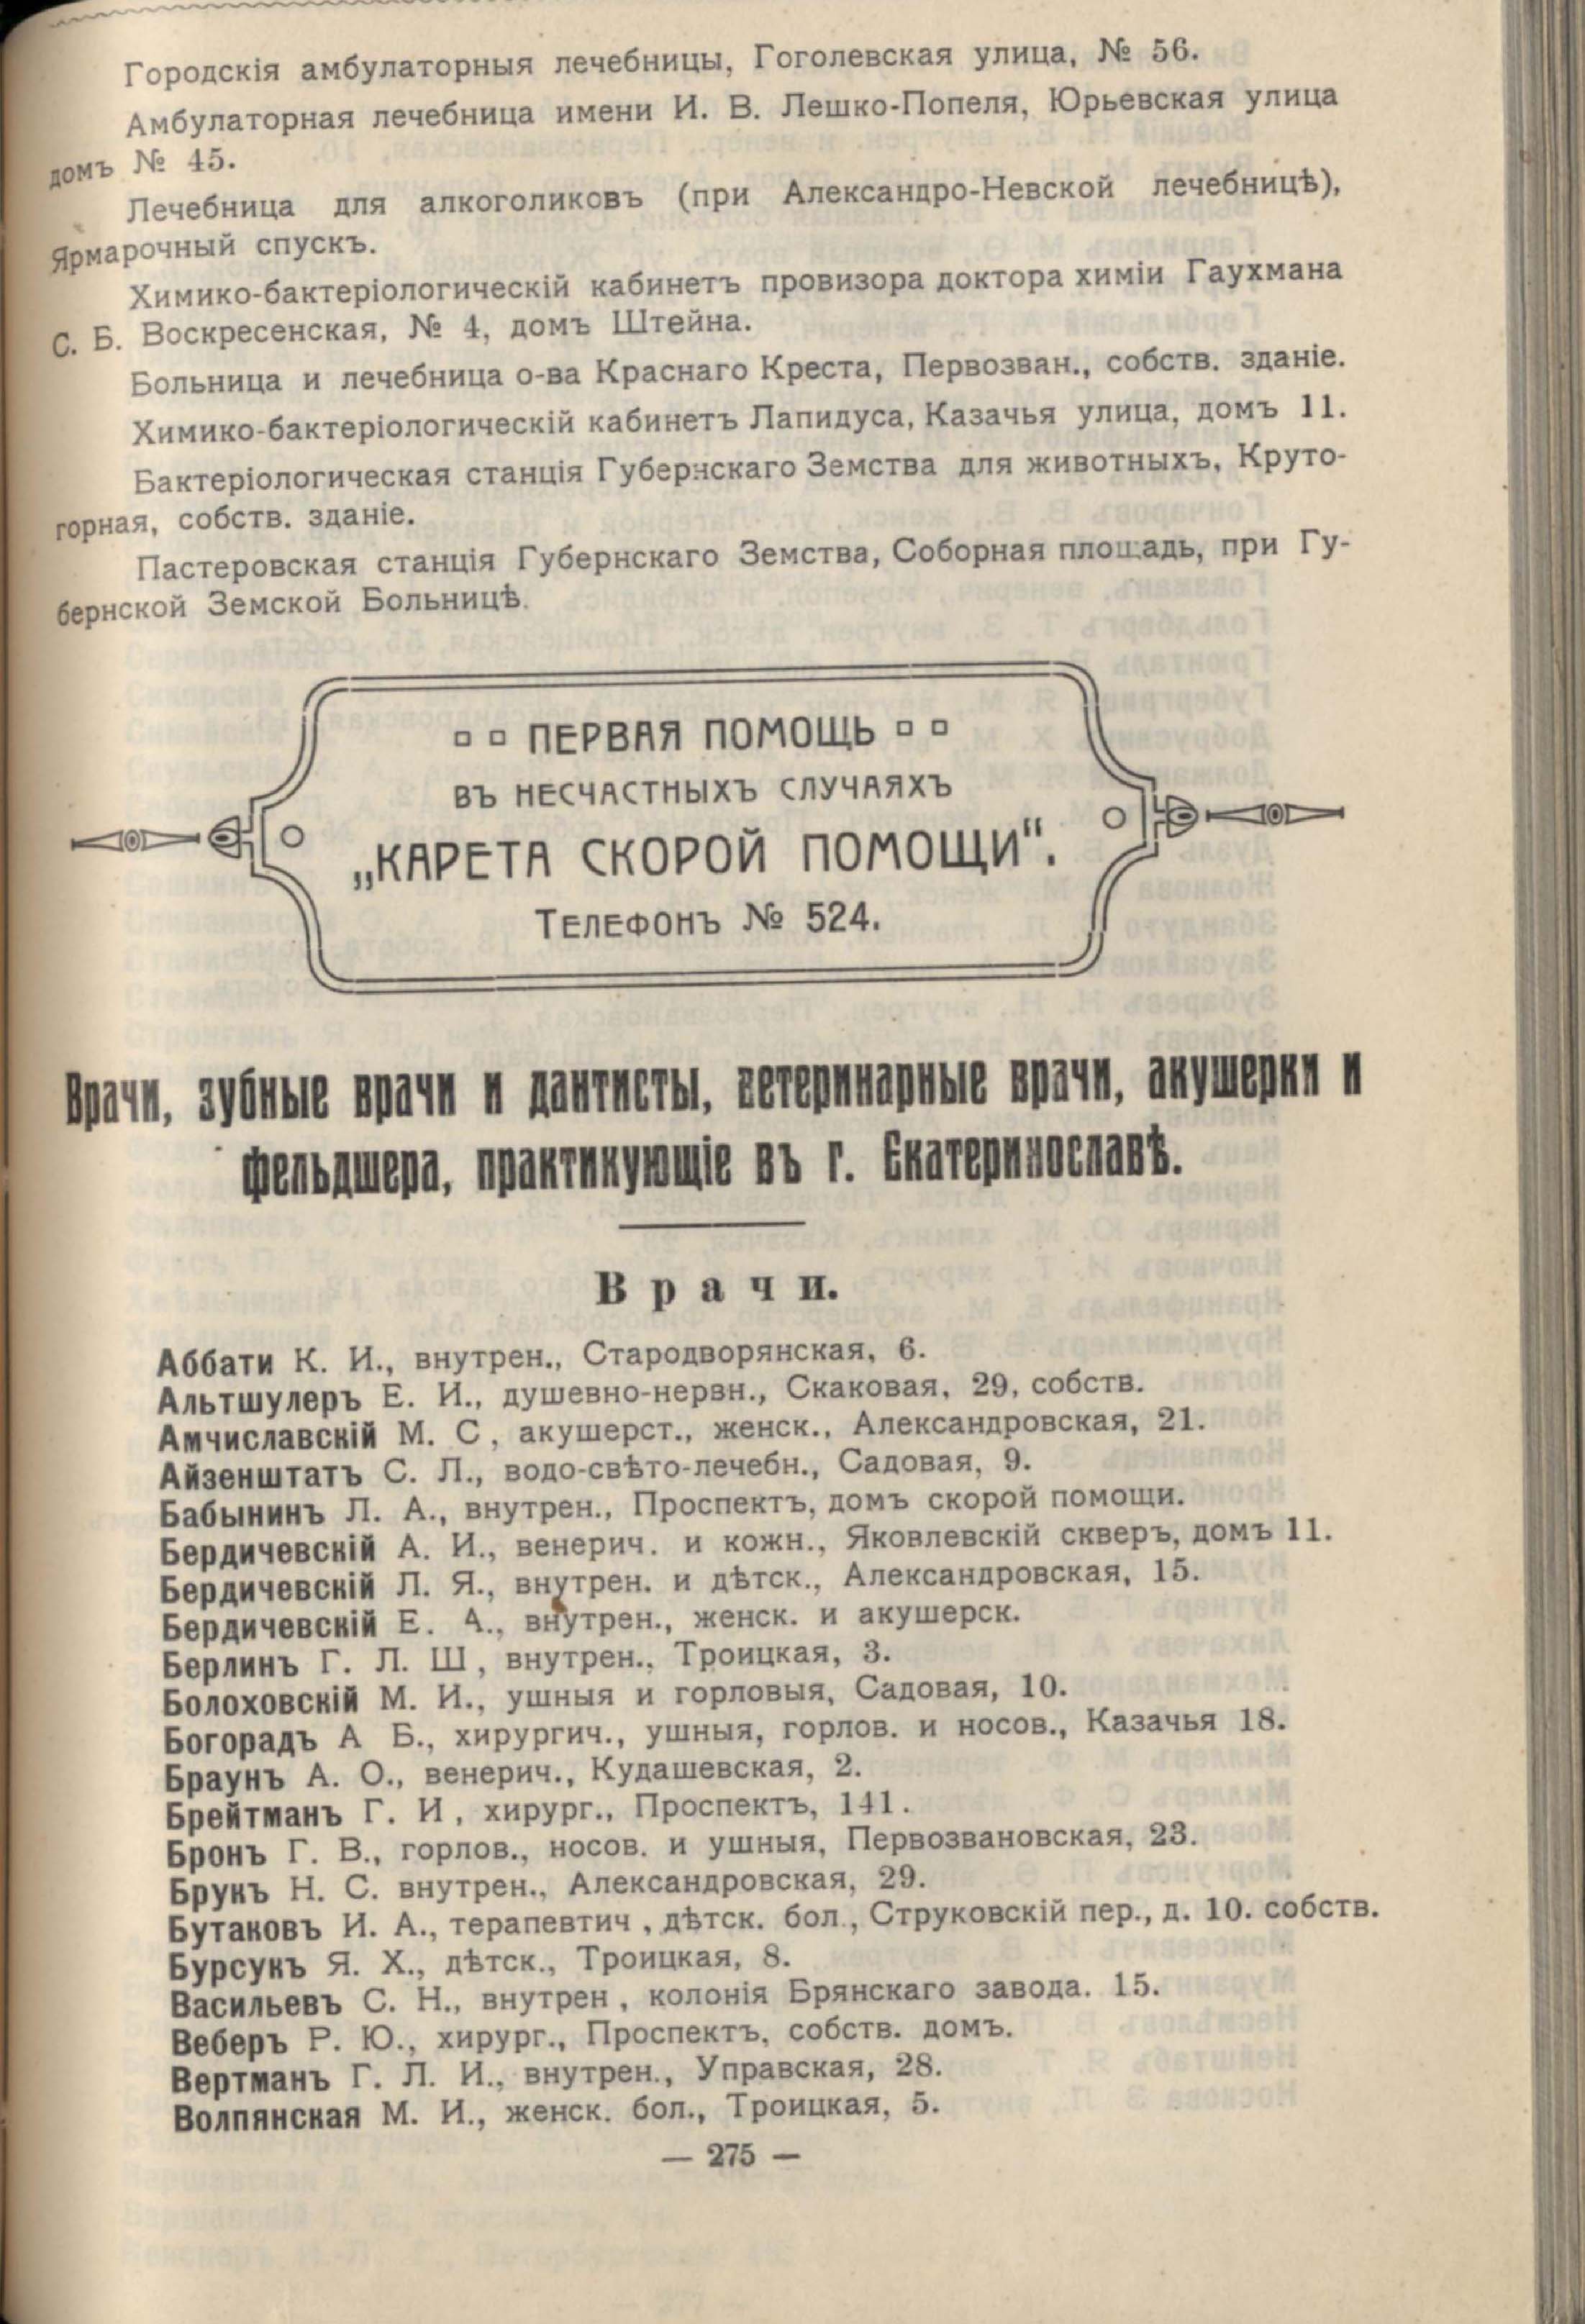 Городскія амбулаторныя лечебницы, Гоголевская улица, № 56.
Амбулаторная лечебница имени И. В. Лешко-Попеля, Юрьевская улица
домъ № 45.
Лечебница для алкоголиковъ (при Александро-Невской лечебницѣ),
Ярмарочный спускъ.
Химико-бактеріологическій кабинетъ провизора доктора химіи Гаухмана
С. Б. Воскресенская, № 4, домъ Штейна.
Больница и лечебница о-ва Краснаго Креста, Первозван., собств. зданіе.
Химико-бактеріологическій кабинетъ Лапидуса, Казачья улица, домъ 11.
Бактеріологическая станція Губернскаго Земства для животныхъ, Круто-
горная, собств. зданіе.
Пастеровская станція Губернскаго Земства, Соборная площадь, при Гу-
бернской Земской Больницѣ.
ПЕРВАЯ ПОМОЩЬ
ВЪ НЕСЧАСТНЫХЪ СЛУЧАЯХЪ
„КАРЕТА СКОРОЙ ПОМОЩИ“.
ТЕЛЕФОНЪ № 524.
Врачи, зубные врачи и дантисты, ветеринарные врачи, акушерки и
фельдшера, практикующіе въ г. Екатеринославѣ.
Врачи.
Аббати К. И., внутрен., Стародворянская, 6.
Альтшулеръ Е. И., душевно-нервн., Скаковая, 29, собств.
Амчиславскій М. С, акушерст., женск., Александровская, 21.
Айзенштатъ С. Л., водо-свѣто-лечебн., Садовая, 9.
Бабынинъ Л. А., внутрен., Проспектъ, домъ скорой помощи.
Бердичевскій А. И., венерич. и кожн., Яковлевскій скверъ, домъ 11.
Бердичевскій Л. Я., внутрен. и дѣтск., Александровская, 15.
Бердичевскій Е. А., внутрен., женск. и акушерск.
Берлинъ Г. Л. Ш, внутрен., Троицкая, 3.
Болоховскій М. И., ушныя и горловыя, Садовая, 10.
Богорадъ А Б., хирургич., ушныя, горлов. и носов., Казачья 18.
Браунъ А. О., венерич., Кудашевская, 2.
Брейтманъ Г. И, хирург., Проспектъ, 141.
Бронъ Г. В., горлов., носов. и ушныя, Первозвановская, 23.
Брукъ Н. С. внутрен., Александровская, 29.
Бутаковъ И. А., терапевтич, дѣтск. бол., Струковскій пер., д. 10. собств.
Бурсукъ Я. Х., дѣтск., Троицкая, 8.
Васильевъ С. Н., внутрен, колонія Брянскаго завода. 15.
Веберъ Р. Ю., хирург., Проспектъ, собств. домъ.
Вертманъ Г. Л. И., внутрен., Управская, 28.
Волпянская М. И., женск. бол., Троицкая, 5.
— 275 —